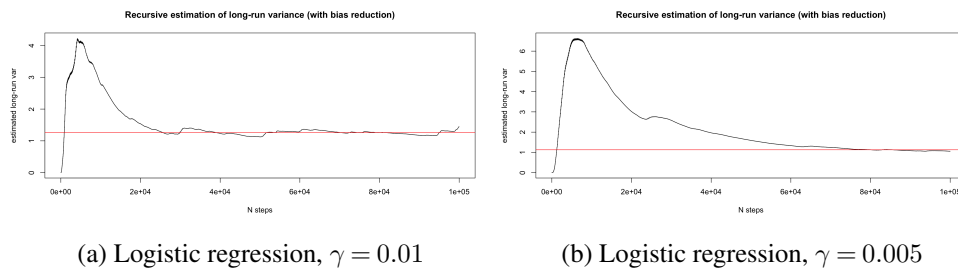 Recursive estimation of long-run variance (with bias reduction)
estimated long-run var
4
3
2
1
0
0e+00 2e+04 4e+04 6e+04 8e+04 1e+05
N steps
(a) Logistic regression, γ = 0.01
Recursive estimation of long-run variance (with bias reduction)
estimated long-run var
6
5
4
3
2
1
0
0e+00 2e+04 4e+04 6e+04 8e+04 1e+05
N steps
(b) Logistic regression, γ = 0.005